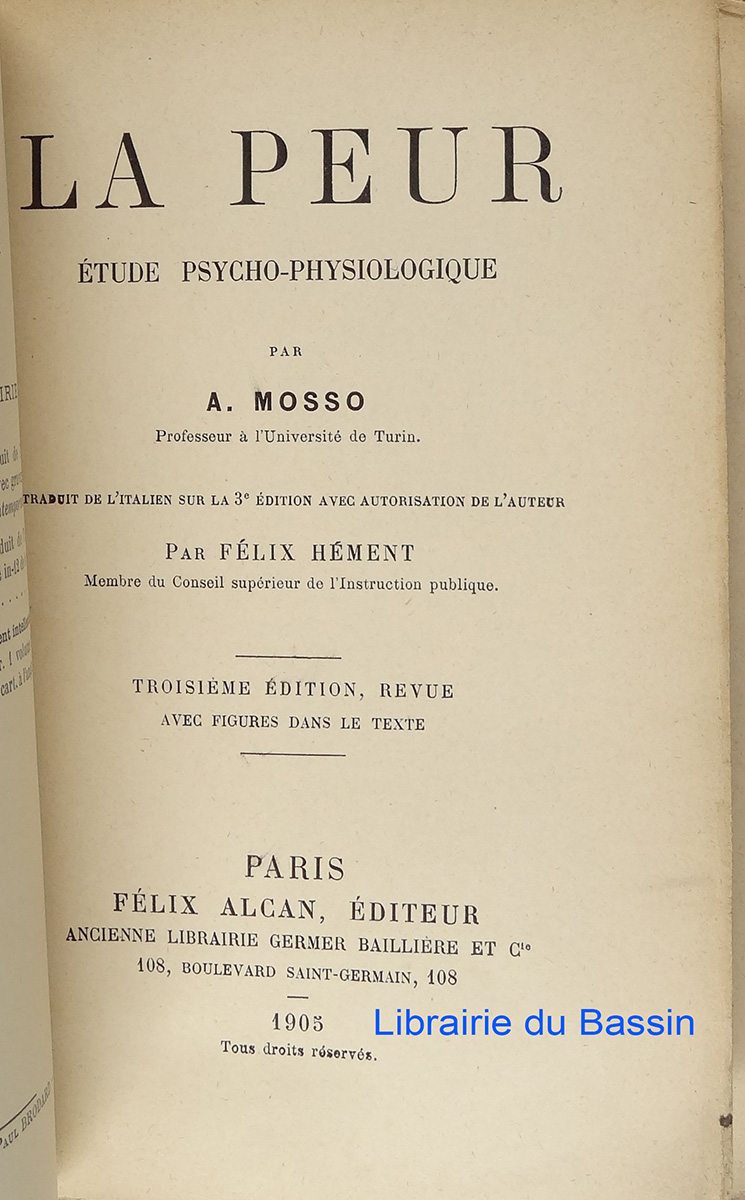 LA PEUR
ÉTUDE PSYCHO-PHYSIOLOGIQUE
PAR
A. MOSSO
Professeur à l'Université de Turin.
TRADUIT DE L'ITALIEN SUR LA 3e ÉDITION AVEC AUTORISATION DE L'AUTEUR
PAR FÉLIX HÉMENT
Membre du Conseil supérieur de l'Instruction publique.
TROISIÈME ÉDITION, REVUE
AVEC FIGURES DANS LE TEXTE
PARIS
FÉLIX ALCAN, ÉDITEUR
ANCIENNE LIBRAIRIE GERMER BAILLIÈRE ET Cie
108, BOULEVARD SAINT-GERMAIN, 108
1905
Librairie du Bassin
Tous droits réservés.
PAUL BRODARD